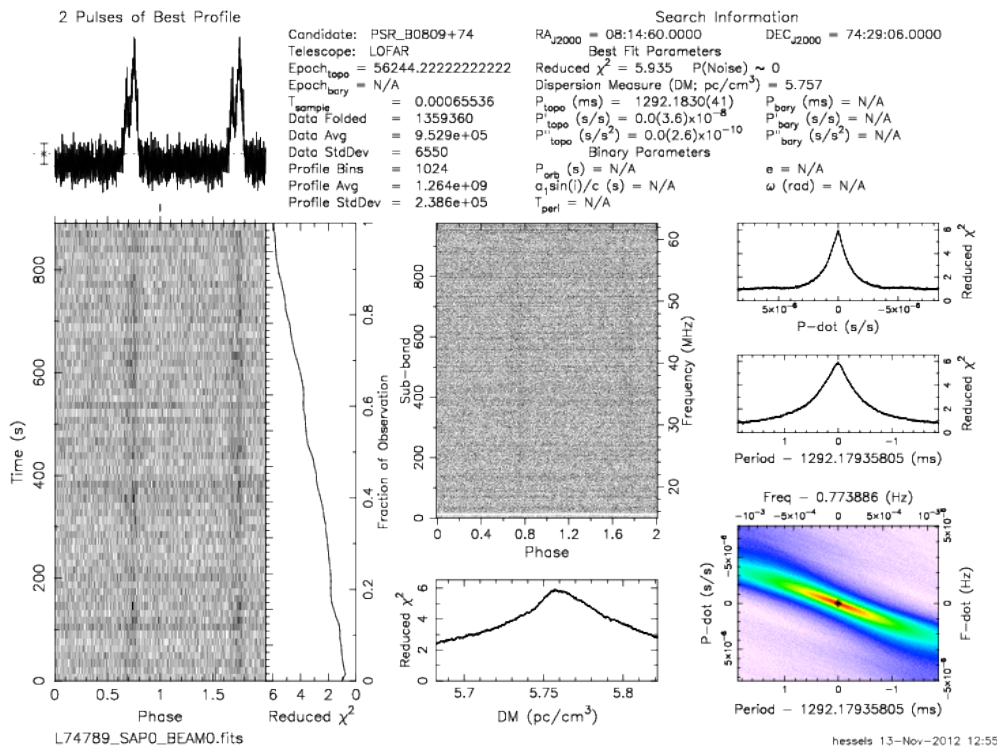 2 Pulses of Best Profile
Search Information
Candidate: PSR_B0809+74
RA_J2000 = 08:14:60.0000
DEC_J2000 = 74:29:06.0000
Telescope: LOFAR
Best Fit Parameters
Epoch_topo = 56244.22222222222
Reduced χ² = 5.935 P(Noise) ~ 0
Epoch_bary = N/A
Dispersion Measure (DM; pc/cm³) = 5.757
T_sample = 0.00065536
P_topo (ms) = 1292.1830(41)
P_bary (ms) = N/A
Data Folded = 1359360
P'_topo (s/s) = 0.0(3.6)×10⁻⁸
P'_bary (s/s) = N/A
Data Avg = 9.529e+05
P''_topo (s/s²) = 0.0(2.6)×10⁻¹⁰
P''_bary (s/s²) = N/A
Data StdDev = 6550
Binary Parameters
Profile Bins = 1024
P_orb (s) = N/A
e = N/A
Profile Avg = 1.264e+09
a₁sin(i)/c (s) = N/A
ω (rad) = N/A
Profile StdDev = 2.386e+05
T_peri = N/A
Time (s)
0 200 400 600 800
0 0.5 1 1.5
Phase
6 4 2 0
Reduced χ²
0 0.2 0.4 0.6 0.8 1
Fraction of Observation
Sub-band
0 200 400 600 800
20 30 40 50 60
Frequency (MHz)
0 0.4 0.8 1.2 1.6 2
Phase
Reduced χ²
0 2 4 6
5.7 5.75 5.8
DM (pc/cm³)
0 2 4 6
Reduced χ²
5×10⁻⁶ 0 -5×10⁻⁶
P-dot (s/s)
0 2 4 6
Reduced χ²
1 0 -1
Period - 1292.17935805 (ms)
Freq - 0.773886 (Hz)
-10⁻³ -5×10⁻⁴ 0 5×10⁻⁴ 10⁻³
P-dot (s/s)
5×10⁻⁶ 0 -5×10⁻⁶
-5×10⁻⁶ 0 5×10⁻⁶
F-dot (Hz)
1 0 -1
Period - 1292.17935805 (ms)
L74789_SAP0_BEAM0.fits
hessels 13-Nov-2012 12:55